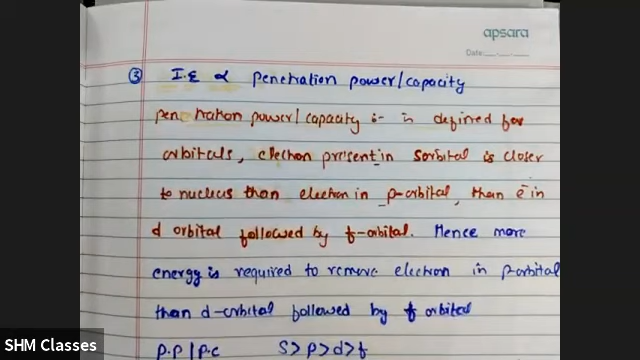 apsara
Date:
③ I.E ∝ penetration power/capacity
penetration power/capacity :- is defined for
orbitals, electron present in s orbital is closer
to nucleus than electron in p-orbital, than e⁻ in
d orbital followed by f-orbital. Hence more
energy is required to remove electron in p-orbital
than d-orbital followed by f orbital
P.P/P.C S>P>d>f
SHM Classes